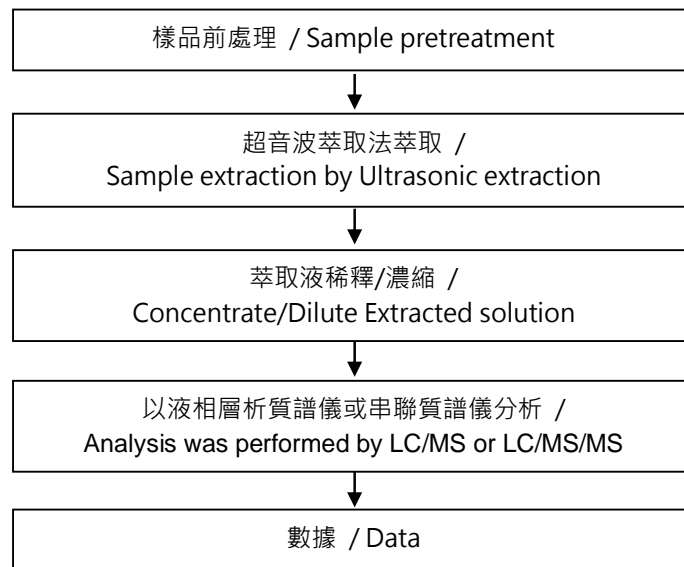 樣品前處理 / Sample pretreatment
超音波萃取法萃取 /
Sample extraction by Ultrasonic extraction
萃取液稀釋/濃縮 /
Concentrate/Dilute Extracted solution
以液相層析質譜儀或串聯質譜儀分析 /
Analysis was performed by LC/MS or LC/MS/MS
數據 / Data